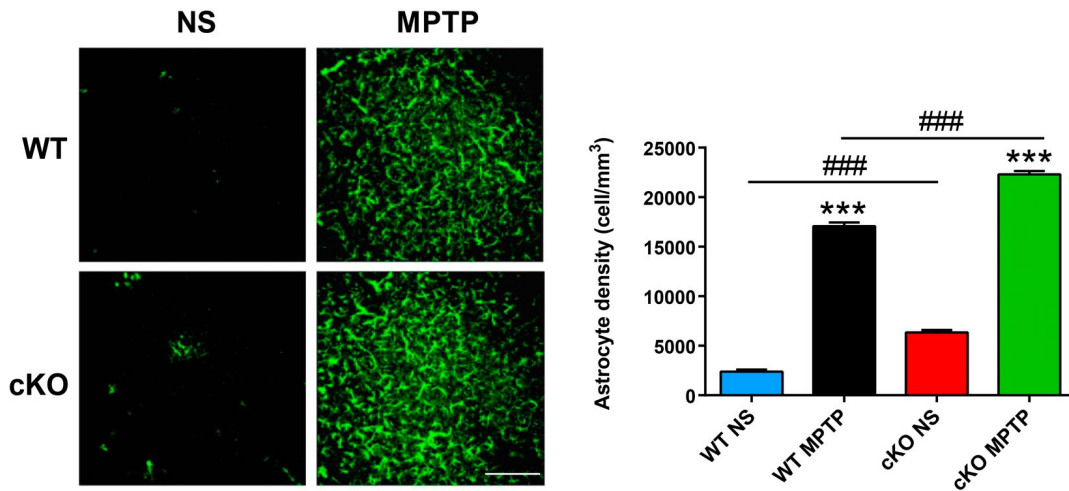 NS MPTP
WT
cKO
###
###
***
***
Astrocyte density (cell/mm³)
25000
20000
15000
10000
5000
0
WT NS
WT MPTP
cKO NS
cKO MPTP